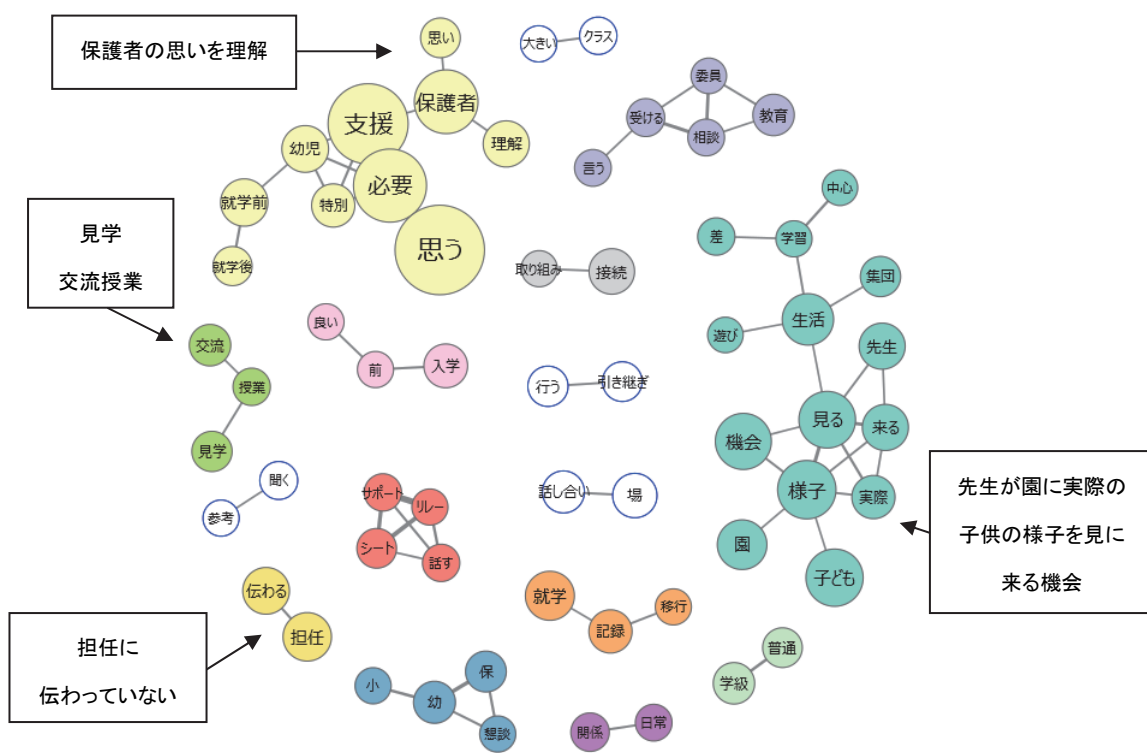 保護者の思いを理解
思い
保護者
支援
理解
幼児
必要
特別
就学前
就学後
思う
大きい
クラス
委員
受ける
教育
相談
言う
中心
差
学習
集団
生活
遊び
先生
見る
来る
機会
様子
実際
園
子ども
先生が園に実際の
子供の様子を見に
来る機会
取り組み
接続
見学
交流授業
交流
授業
見学
良い
前
入学
行う
引き継ぎ
聞く
参考
サポート
リレー
シート
話す
話し合い
場
伝わる
担任
担任に
伝わっていない
就学
記録
移行
小
幼
保
懇談
関係
日常
普通
学級